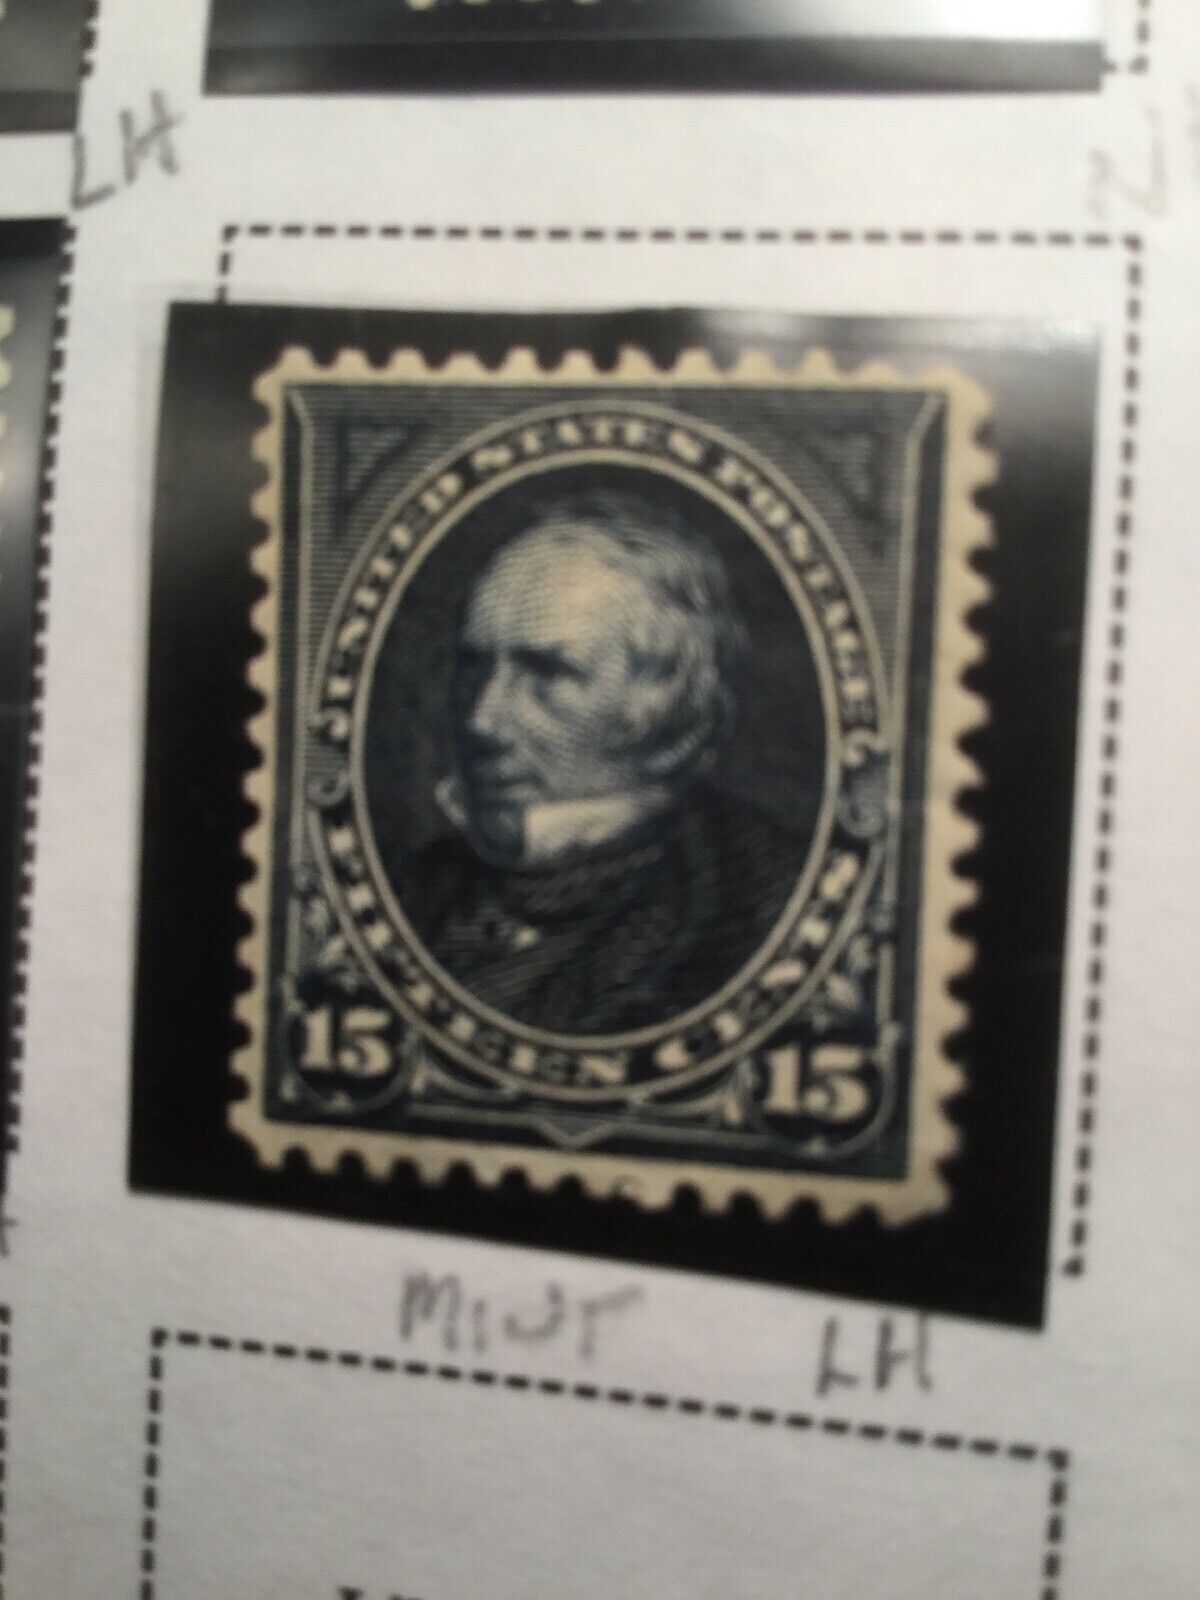 LH
UNITED STATES POSTAGE
FIFTEEN CENTS
15 15
MINT LH